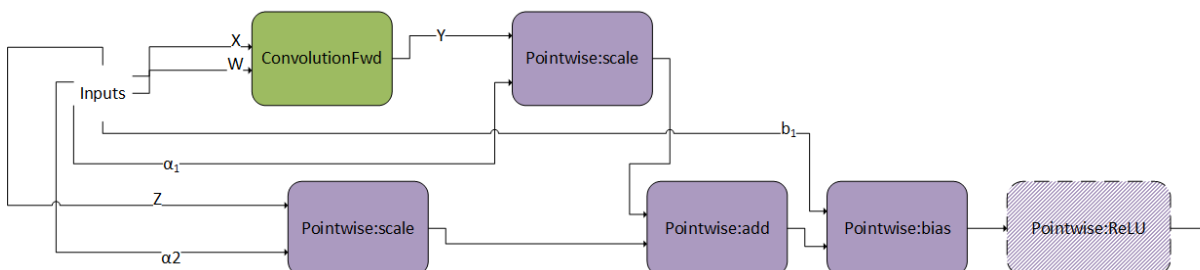 X
Y
ConvolutionFwd
Pointwise:scale
W
Inputs
b₁
α₁
Z
Pointwise:scale
Pointwise:add
Pointwise:bias
Pointwise:ReLU
α2